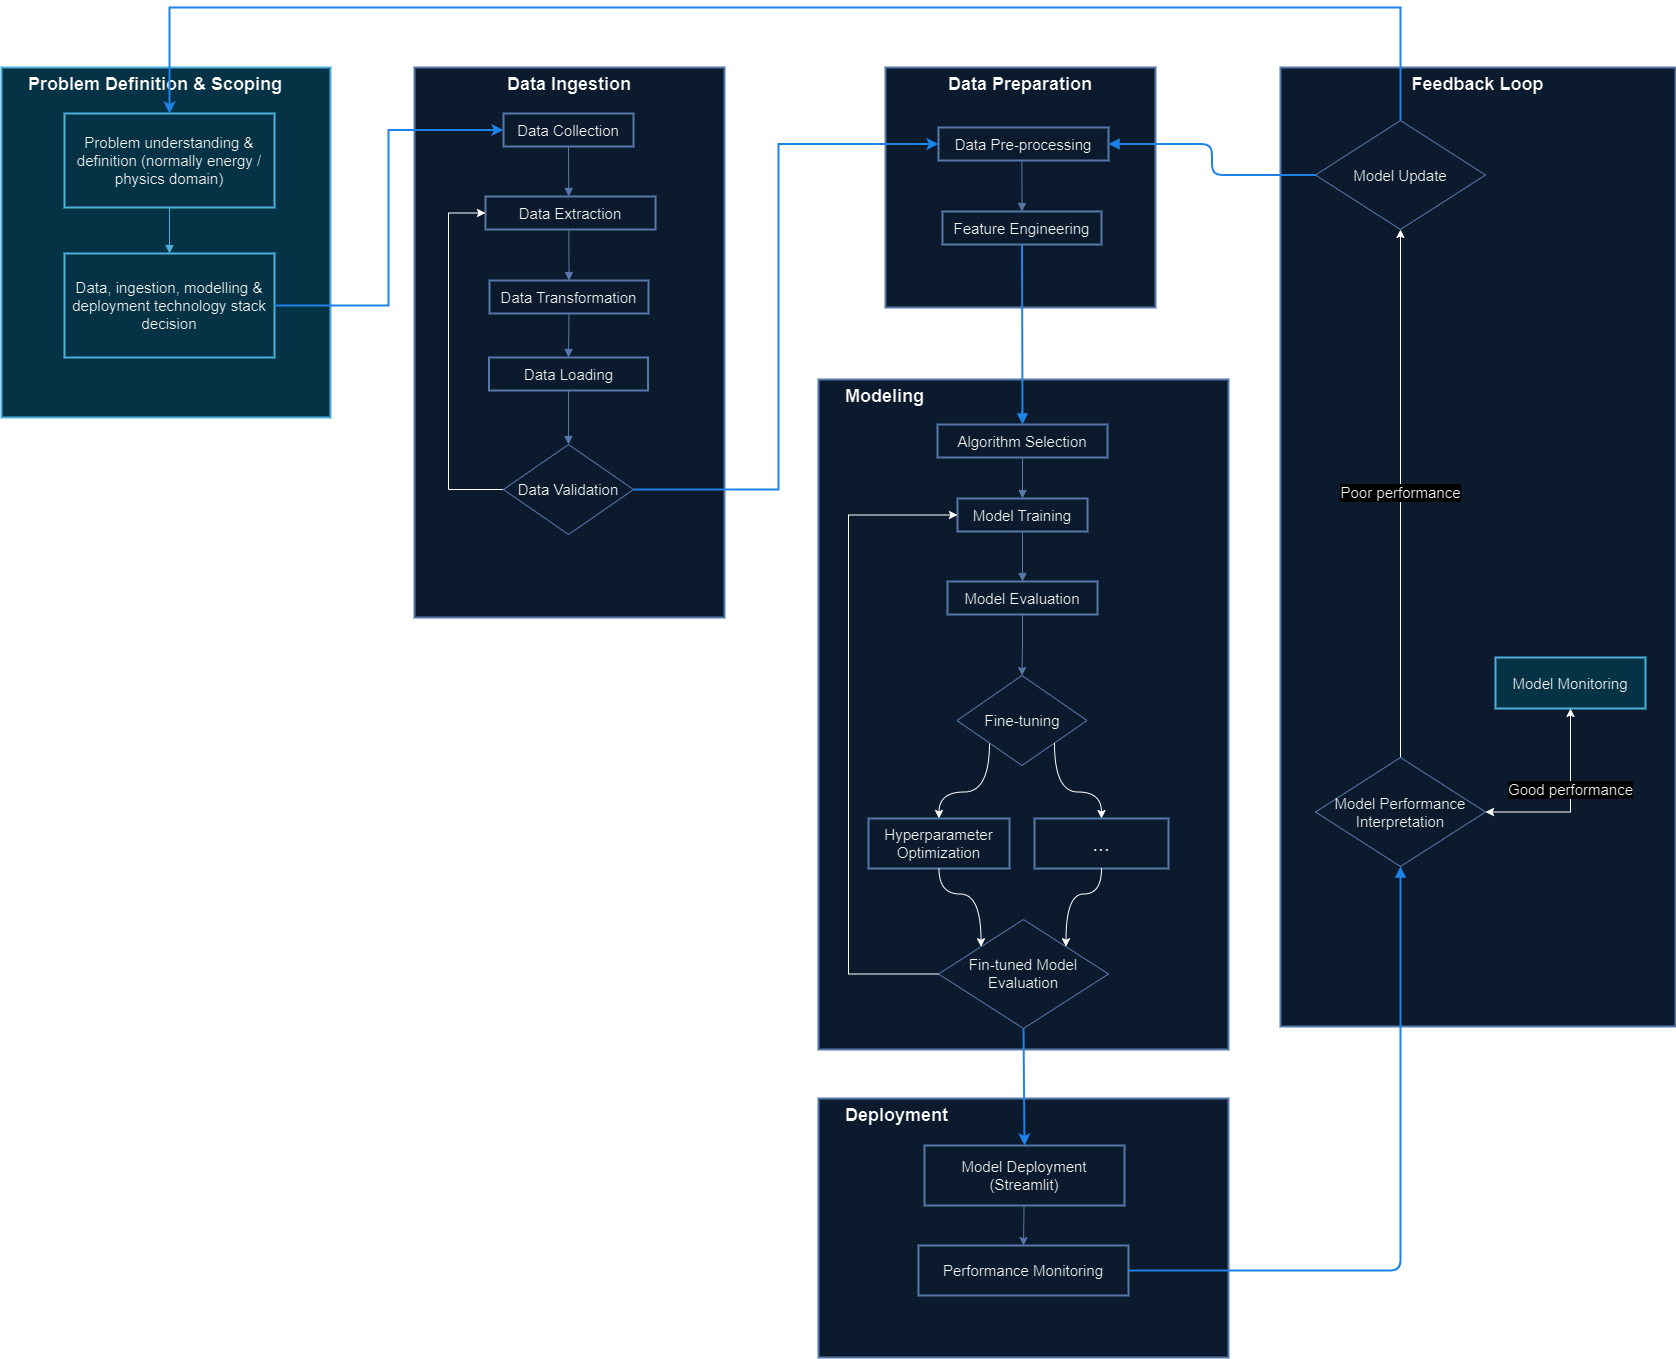 Problem Definition & Scoping
Problem understanding &
definition (normally energy /
physics domain)
Data, ingestion, modelling &
deployment technology stack
decision
Data Ingestion
Data Collection
Data Extraction
Data Transformation
Data Loading
Data Validation
Data Preparation
Data Pre-processing
Feature Engineering
Modeling
Algorithm Selection
Model Training
Model Evaluation
Fine-tuning
Hyperparameter
Optimization
...
Fin-tuned Model
Evaluation
Deployment
Model Deployment
(Streamlit)
Performance Monitoring
Feedback Loop
Model Update
Poor performance
Model Monitoring
Good performance
Model Performance
Interpretation